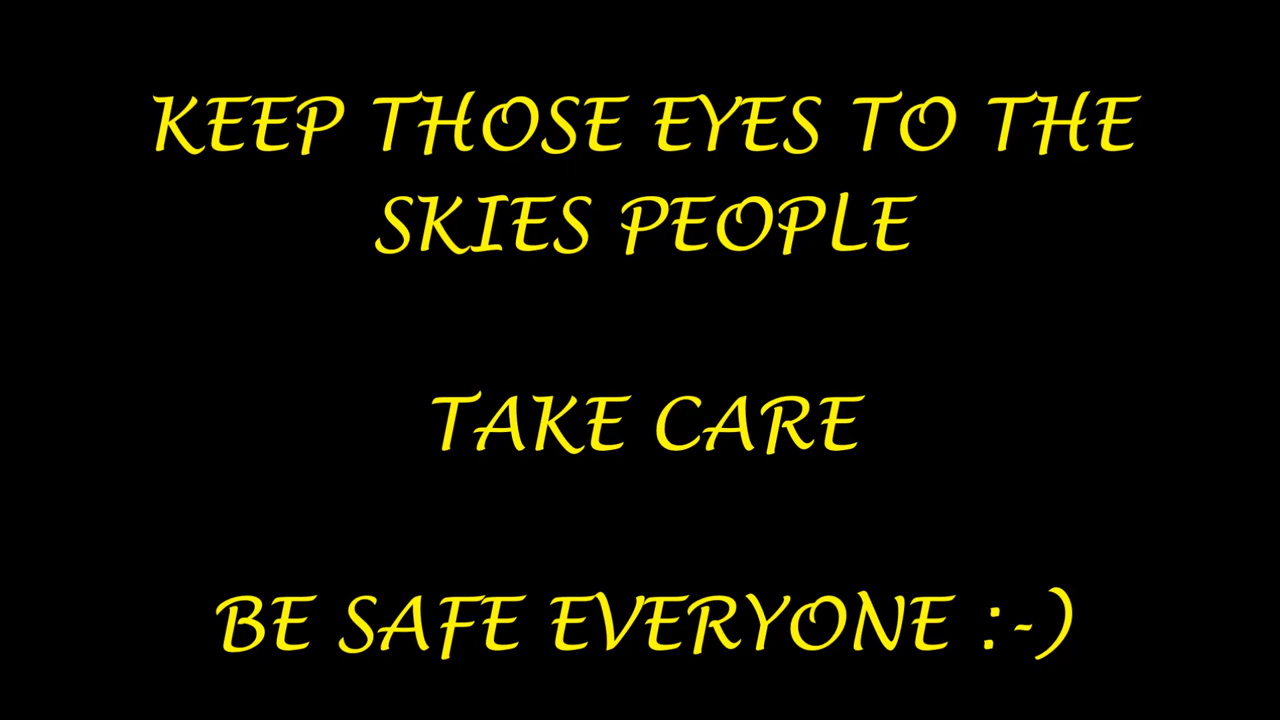 KEEP THOSE EYES TO THE
SKIES PEOPLE
TAKE CARE
BE SAFE EVERYONE :-)